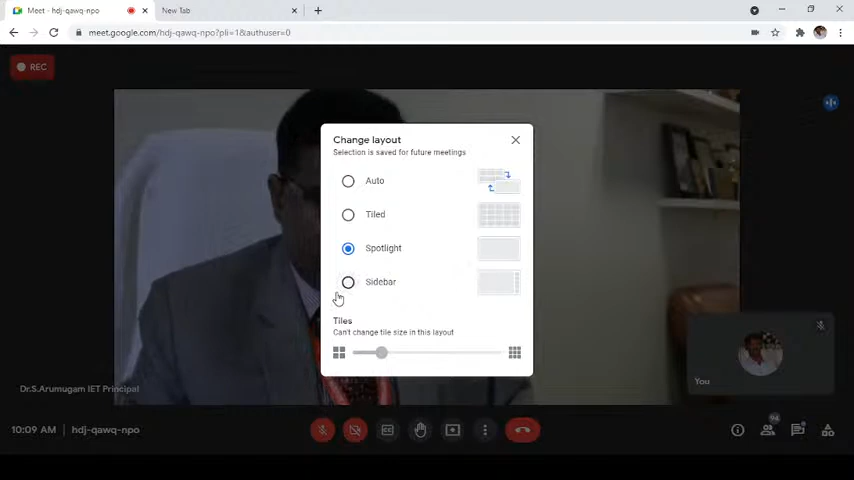 Meet - hdj-qawq-npo
New Tab
meet.google.com/hdj-qawq-npo?pli=1&authuser=0
REC
Change layout
Selection is saved for future meetings
Auto
Tiled
Spotlight
Sidebar
Tiles
Can't change tile size in this layout
You
Dr.S.Arumugam IET Principal
10:09 AM | hdj-qawq-npo
94